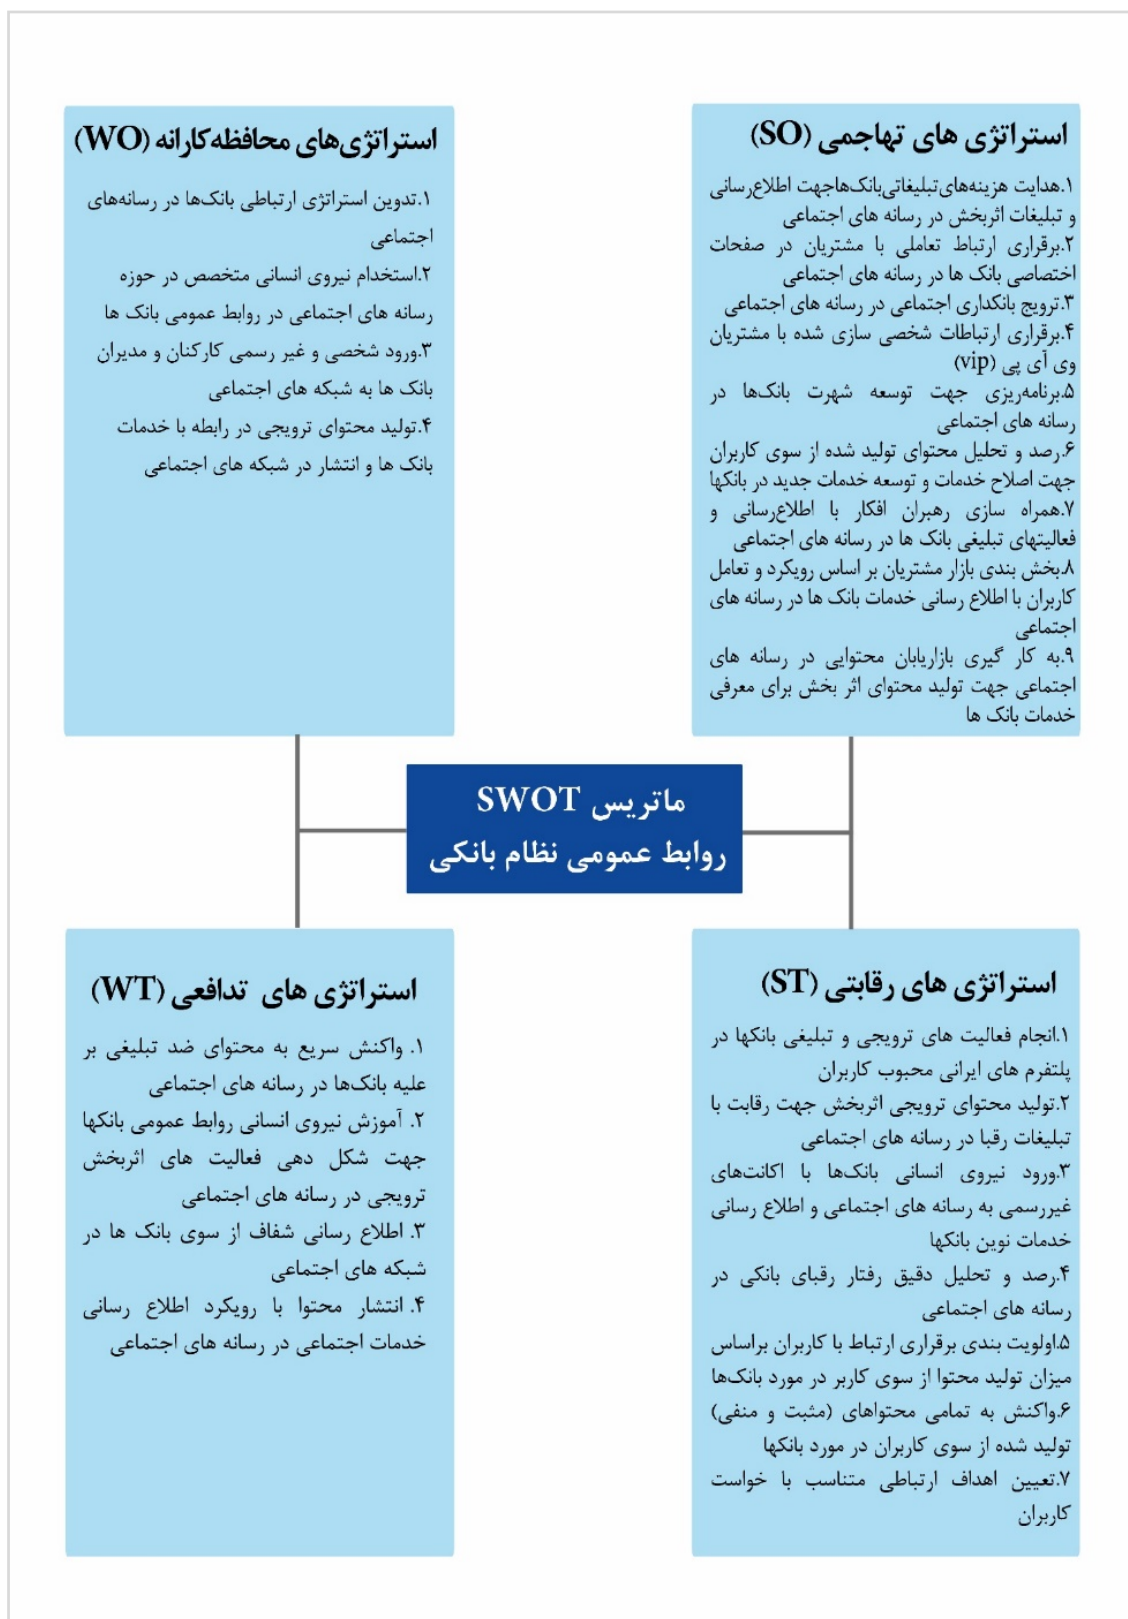 استراتژی های تهاجمی (SO)
۱.هدایت هزینه‌های تبلیغاتی بانک‌ها جهت اطلاع‌رسانی
و تبلیغات اثربخش در رسانه های اجتماعی
۲.برقراری ارتباط تعاملی با مشتریان در صفحات
اختصاصی بانک ها در رسانه های اجتماعی
۳.ترویج بانکداری اجتماعی در رسانه های اجتماعی
۴.برقراری ارتباطات شخصی سازی شده با مشتریان
وی آی پی (vip)
۵.برنامه‌ریزی جهت توسعه شهرت بانک‌ها در
رسانه های اجتماعی
۶.رصد و تحلیل محتوای تولید شده از سوی کاربران
جهت اصلاح خدمات و توسعه خدمات جدید در بانکها
۷.همراه سازی رهبران افکار با اطلاع‌رسانی و
فعالیتهای تبلیغی بانک ها در رسانه های اجتماعی
۸.بخش بندی بازار مشتریان بر اساس رویکرد و تعامل
کاربران با اطلاع رسانی خدمات بانک ها در رسانه های
اجتماعی
۹.به کار گیری بازاریابان محتوایی در رسانه های
اجتماعی جهت تولید محتوای اثر بخش برای معرفی
خدمات بانک ها
استراتژی‌های محافظه‌کارانه (WO)
۱.تدوین استراتژی ارتباطی بانک‌ها در رسانه‌های
اجتماعی
۲.استخدام نیروی انسانی متخصص در حوزه
رسانه های اجتماعی در روابط عمومی بانک ها
۳.ورود شخصی و غیر رسمی کارکنان و مدیران
بانک ها به شبکه های اجتماعی
۴.تولید محتوای ترویجی در رابطه با خدمات
بانک ها و انتشار در شبکه های اجتماعی
ماتریس SWOT
روابط عمومی نظام بانکی
استراتژی های رقابتی (ST)
۱.انجام فعالیت های ترویجی و تبلیغی بانکها در
پلتفرم های ایرانی محبوب کاربران
۲.تولید محتوای ترویجی اثربخش جهت رقابت با
تبلیغات رقبا در رسانه های اجتماعی
۳.ورود نیروی انسانی بانک‌ها با اکانت‌های
غیررسمی به رسانه های اجتماعی و اطلاع رسانی
خدمات نوین بانکها
۴.رصد و تحلیل دقیق رفتار رقبای بانکی در
رسانه های اجتماعی
۵.اولویت بندی برقراری ارتباط با کاربران براساس
میزان تولید محتوا از سوی کاربر در مورد بانک‌ها
۶.واکنش به تمامی محتواهای (مثبت و منفی)
تولید شده از سوی کاربران در مورد بانکها
۷.تعیین اهداف ارتباطی متناسب با خواست
کاربران
استراتژی های تدافعی (WT)
۱. واکنش سریع به محتوای ضد تبلیغی بر
علیه بانک‌ها در رسانه های اجتماعی
۲. آموزش نیروی انسانی روابط عمومی بانکها
جهت شکل دهی فعالیت های اثربخش
ترویجی در رسانه های اجتماعی
۳. اطلاع رسانی شفاف از سوی بانک ها در
شبکه های اجتماعی
۴. انتشار محتوا با رویکرد اطلاع رسانی
خدمات اجتماعی در رسانه های اجتماعی